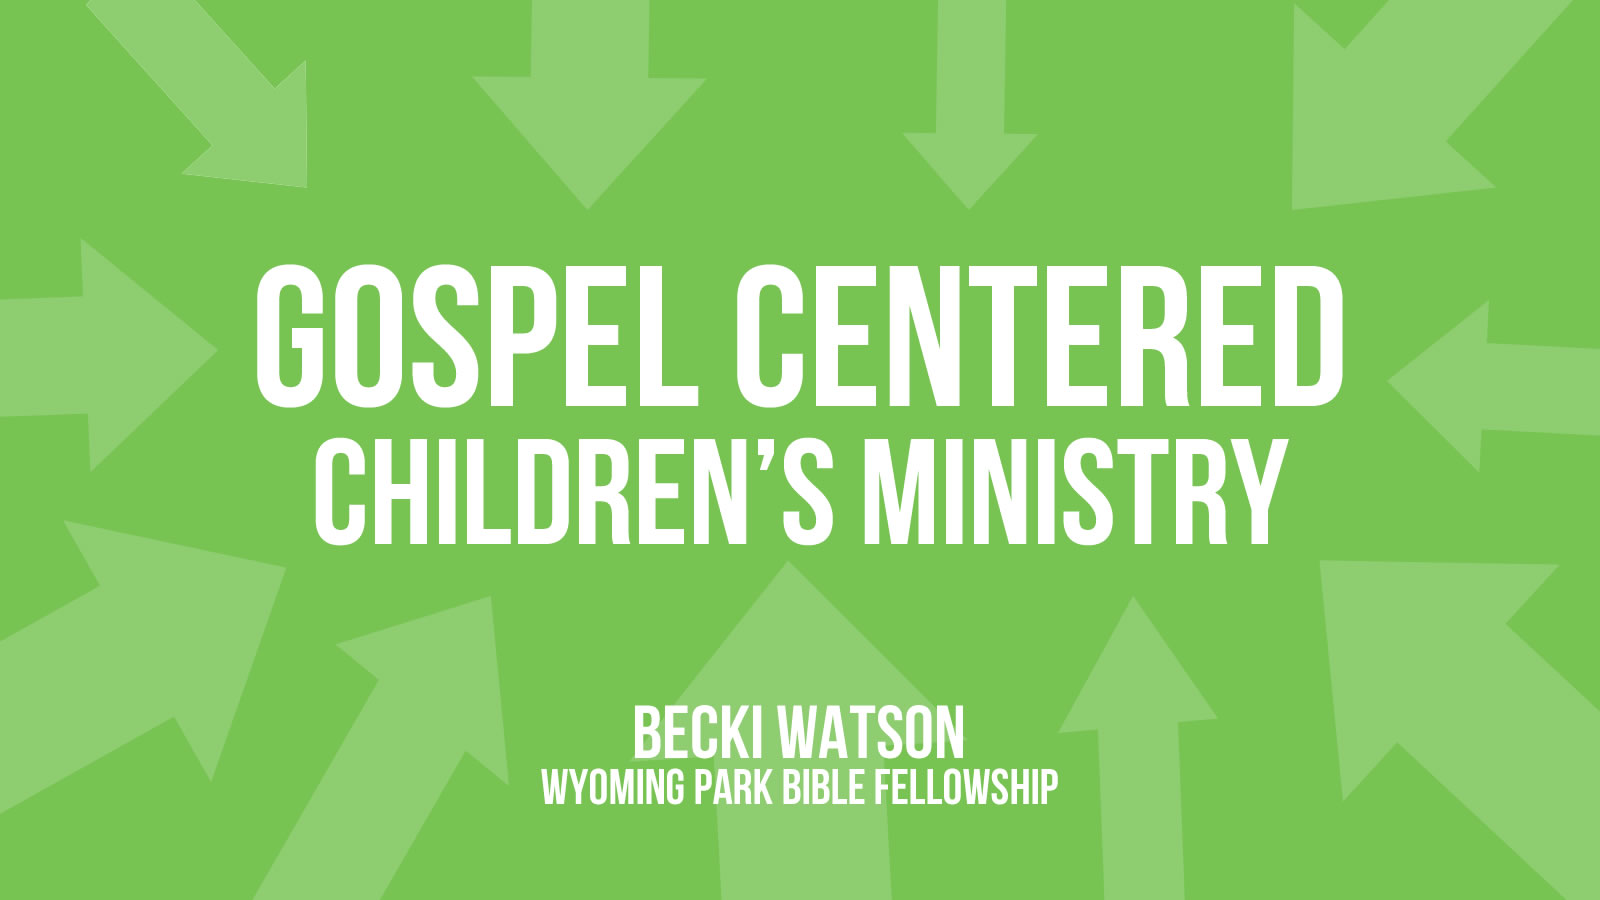 GOSPEL CENTERED
CHILDREN’S MINISTRY
BECKI WATSON
WYOMING PARK BIBLE FELLOWSHIP